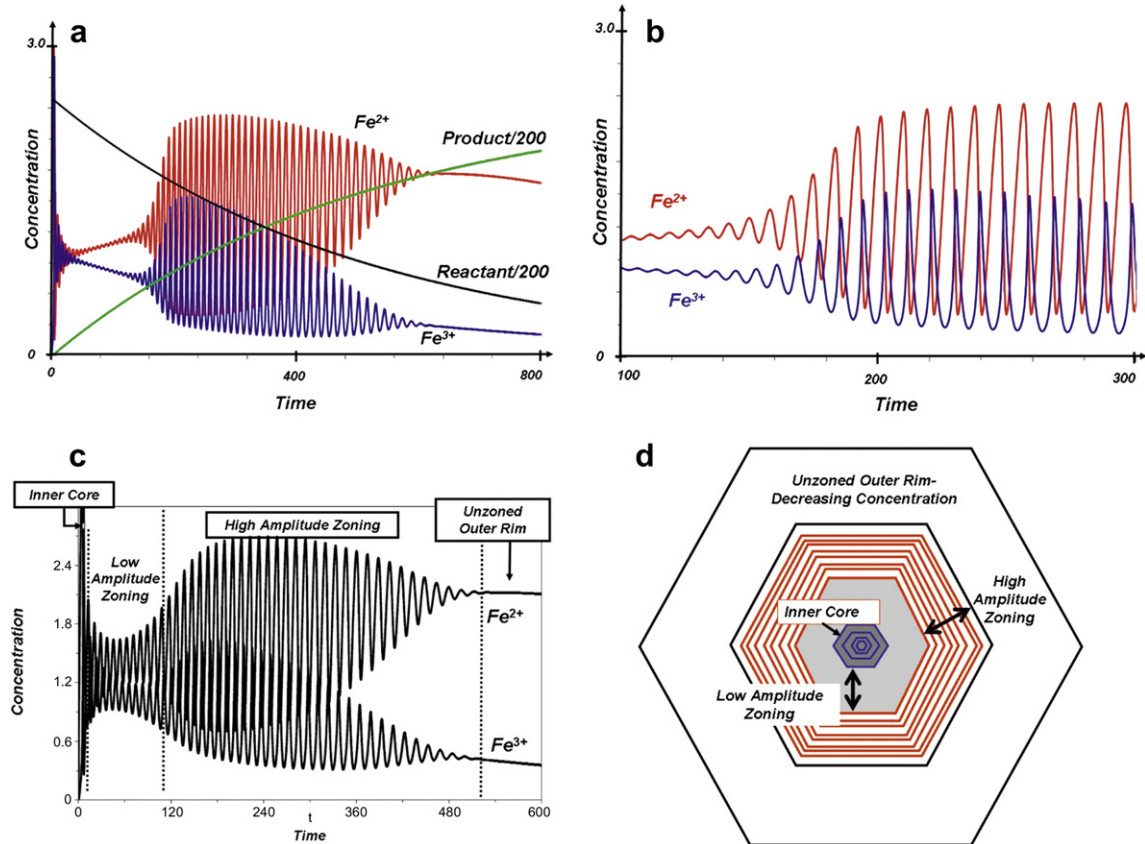 a
3.0
Concentration
Fe2+
Product/200
Reactant/200
Fe3+
0
0
400
800
Time
b
3.0
Concentration
Fe2+
Fe3+
0
100
200
300
Time
c
Inner Core
Low
Amplitude
Zoning
High Amplitude Zoning
Unzoned
Outer Rim
Concentration
2.4
1.8
1.2
0.6
0
Fe2+
Fe3+
0
120
240
360
480
600
t
Time
d
Unzoned Outer Rim-
Decreasing Concentration
Inner Core
High
Amplitude
Zoning
Low Amplitude
Zoning